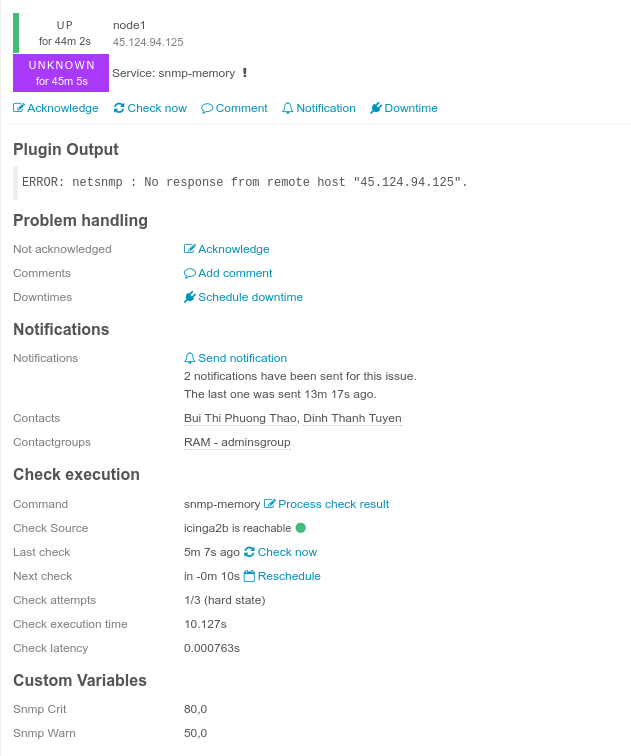 UP
for 44m 2s
node1
45.124.94.125
UNKNOWN
for 45m 5s
Service: snmp-memory !
Acknowledge Check now Comment Notification Downtime
Plugin Output
ERROR: netsnmp : No response from remote host "45.124.94.125".
Problem handling
Not acknowledged Acknowledge
Comments Add comment
Downtimes Schedule downtime
Notifications
Notifications Send notification
2 notifications have been sent for this issue.
The last one was sent 13m 17s ago.
Contacts Bui Thi Phuong Thao, Dinh Thanh Tuyen
Contactgroups RAM - adminsgroup
Check execution
Command snmp-memory Process check result
Check Source icinga2b is reachable
Last check 5m 7s ago Check now
Next check in -0m 10s Reschedule
Check attempts 1/3 (hard state)
Check execution time 10.127s
Check latency 0.000763s
Custom Variables
Snmp Crit 80,0
Snmp Warn 50,0